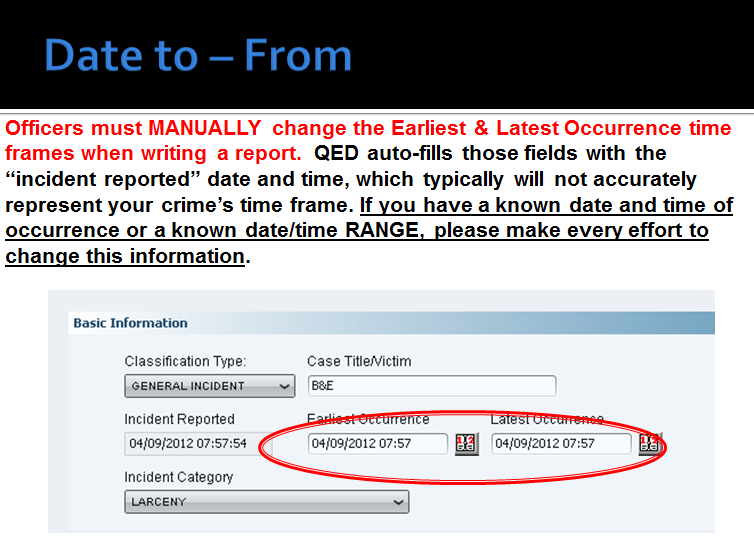 Date to – From
Officers must MANUALLY change the Earliest & Latest Occurrence time
frames when writing a report. QED auto-fills those fields with the
“incident reported” date and time, which typically will not accurately
represent your crime’s time frame. If you have a known date and time of
occurrence or a known date/time RANGE, please make every effort to
change this information.
Basic Information
Classification Type: Case Title/Victim
GENERAL INCIDENT B&E
Incident Reported Earliest Occurrence Latest Occurrence
04/09/2012 07:57:54 04/09/2012 07:57 04/09/2012 07:57
Incident Category
LARCENY